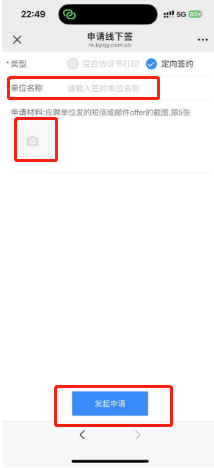 22:49
5G
申请线下签
m.byxjy.com.cn
*类型 空白协议书打印 定向签约
*单位名称 请输入签约单位名称
申请材料:应聘单位发的短信或邮件offer的截图,限5张
发起申请